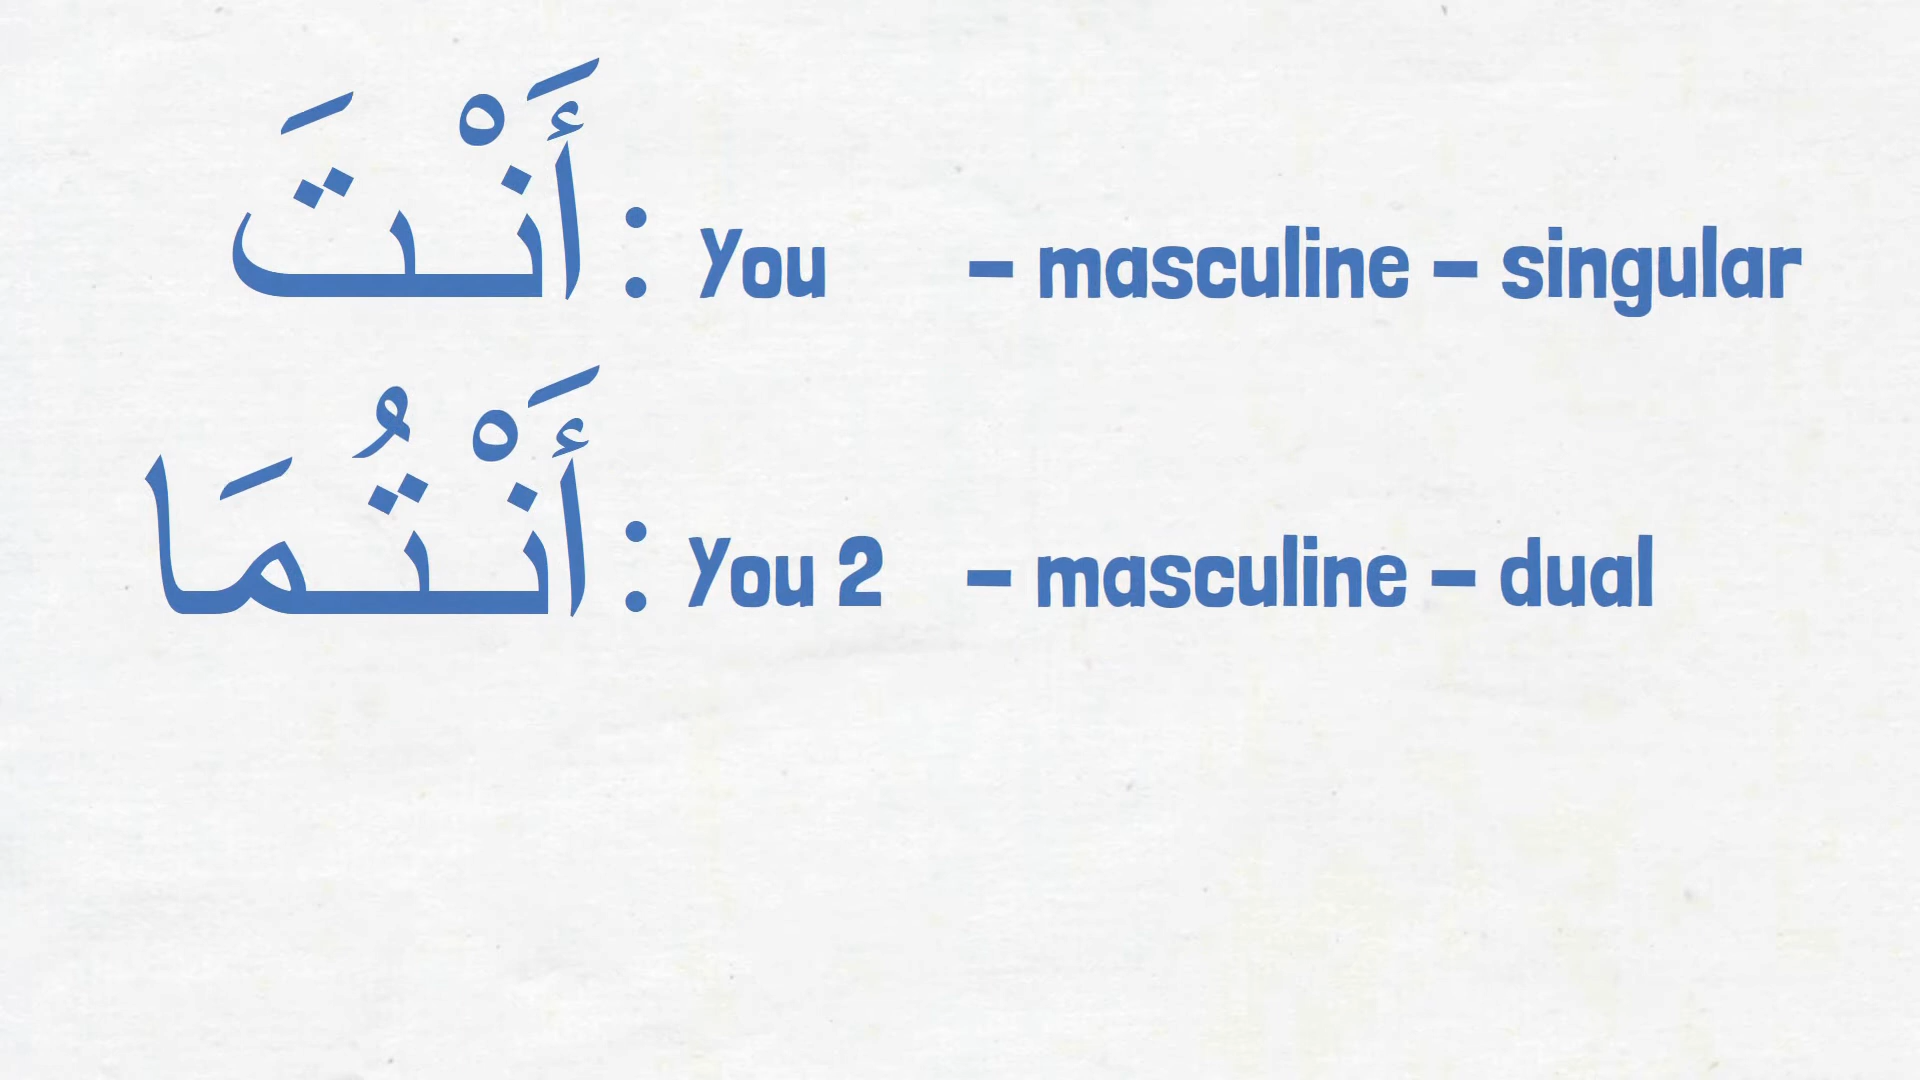 أَنْتَ : You – masculine – singular
أَنْتُمَا : You 2 – masculine – dual